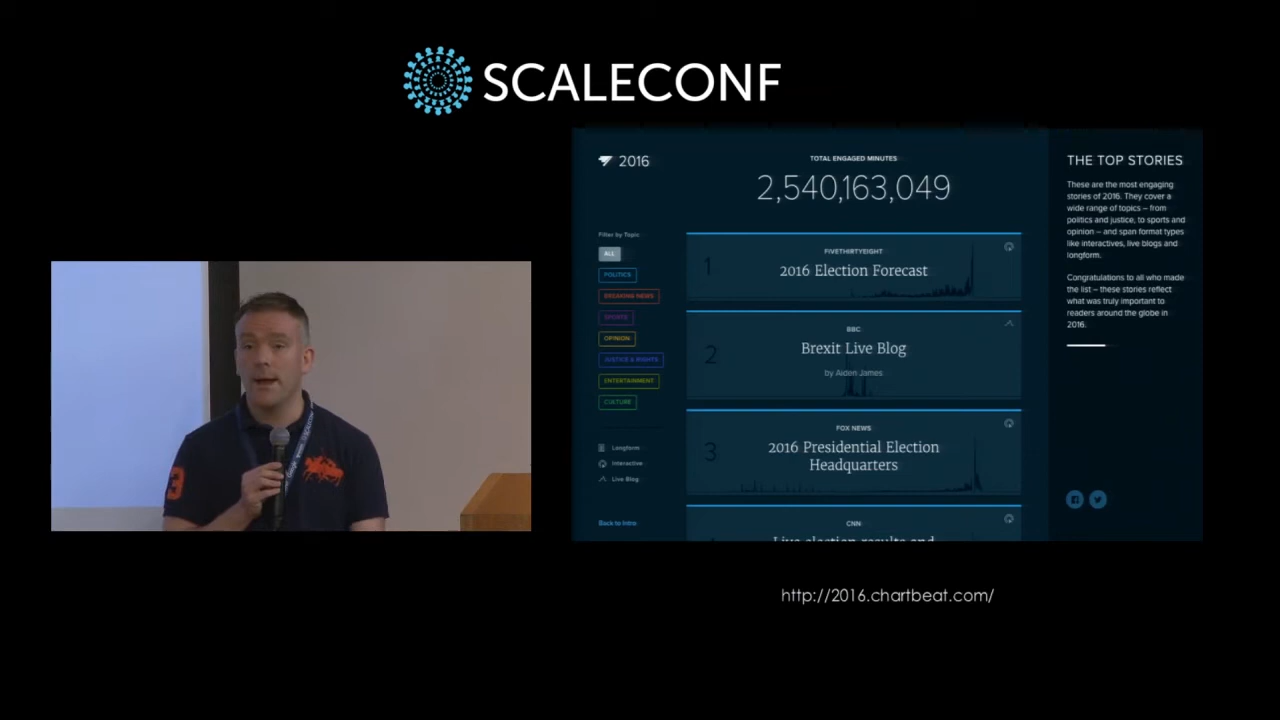 SCALECONF
2016
TOTAL ENGAGED MINUTES
2,540,163,049
Filter by Topic
ALL
POLITICS
BREAKING NEWS
SPORTS
OPINION
JUSTICE & RIGHTS
ENTERTAINMENT
CULTURE
Longform
Interactive
Live Blog
Back to Intro
1
FIVETHIRTYEIGHT
2016 Election Forecast
2
BBC
Brexit Live Blog
by Aiden James
3
FOX NEWS
2016 Presidential Election
Headquarters
CNN
Live election results and
THE TOP STORIES
These are the most engaging
stories of 2016. They cover a
wide range of topics – from
politics and justice, to sports and
opinion – and span format types
like interactives, live blogs and
longform.
Congratulations to all who made
the list – these stories reflect
what was truly important to
readers around the globe in
2016.
http://2016.chartbeat.com/
3